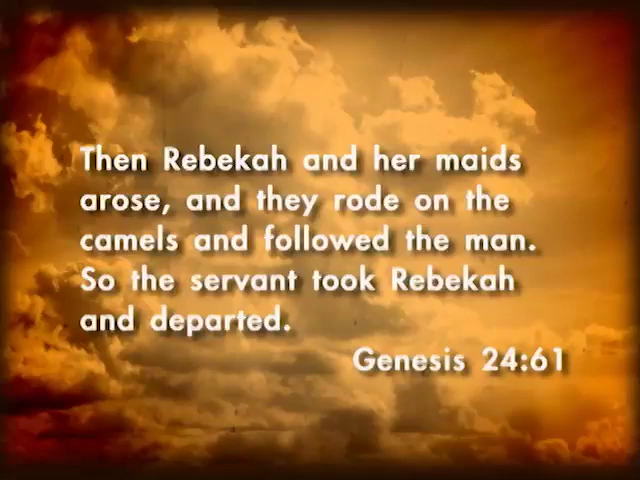 Then Rebekah and her maids
arose, and they rode on the
camels and followed the man.
So the servant took Rebekah
and departed.
Genesis 24:61